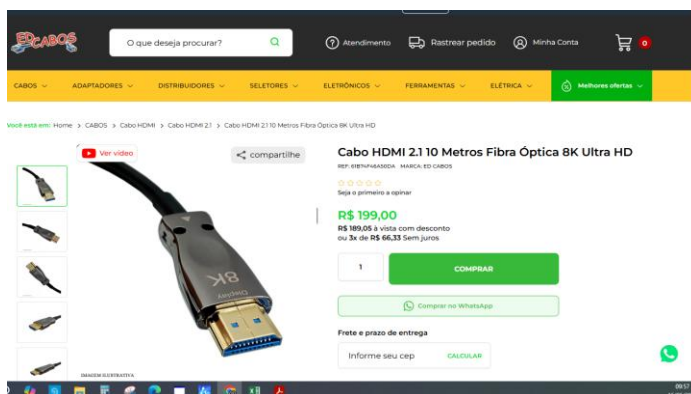 EDCABOS
O que deseja procurar?
Atendimento
Rastrear pedido
Minha Conta
0
CABOS
ADAPTADORES
DISTRIBUIDORES
SELETORES
ELETRÔNICOS
FERRAMENTAS
ELÉTRICA
Melhores ofertas
Você está em: Home > CABOS > Cabo HDMI > Cabo HDMI 2.1 > Cabo HDMI 2.1 10 Metros Fibra Óptica 8K Ultra HD
Ver vídeo
compartilhe
8K
Display
IMAGEM ILUSTRATIVA
Cabo HDMI 2.1 10 Metros Fibra Óptica 8K Ultra HD
MARCA: ED CABOS
Seja o primeiro a opinar
R$ 199,00
R$ 189,05 à vista com desconto
ou 3x de R$ 66,33 Sem juros
1
COMPRAR
Comprar no WhatsApp
Frete e prazo de entrega
Informe seu cep
CALCULAR
09:57